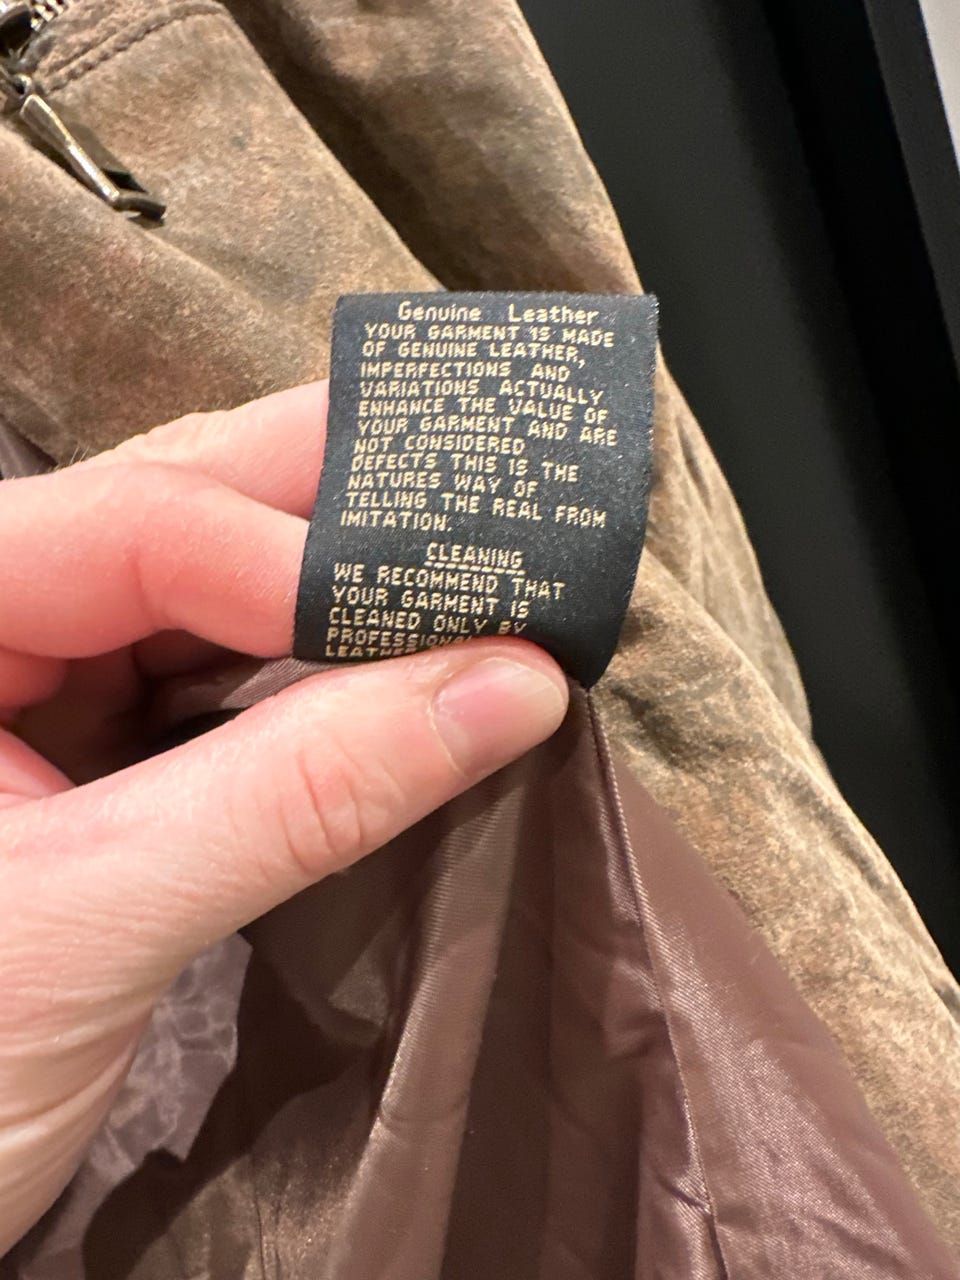 Genuine Leather
YOUR GARMENT IS MADE
OF GENUINE LEATHER,
IMPERFECTIONS AND
VARIATIONS ACTUALLY
ENHANCE THE VALUE OF
YOUR GARMENT AND ARE
NOT CONSIDERED
DEFECTS THIS IS THE
NATURES WAY OF
TELLING THE REAL FROM
IMITATION.
CLEANING
WE RECOMMEND THAT
YOUR GARMENT IS
CLEANED ONLY BY